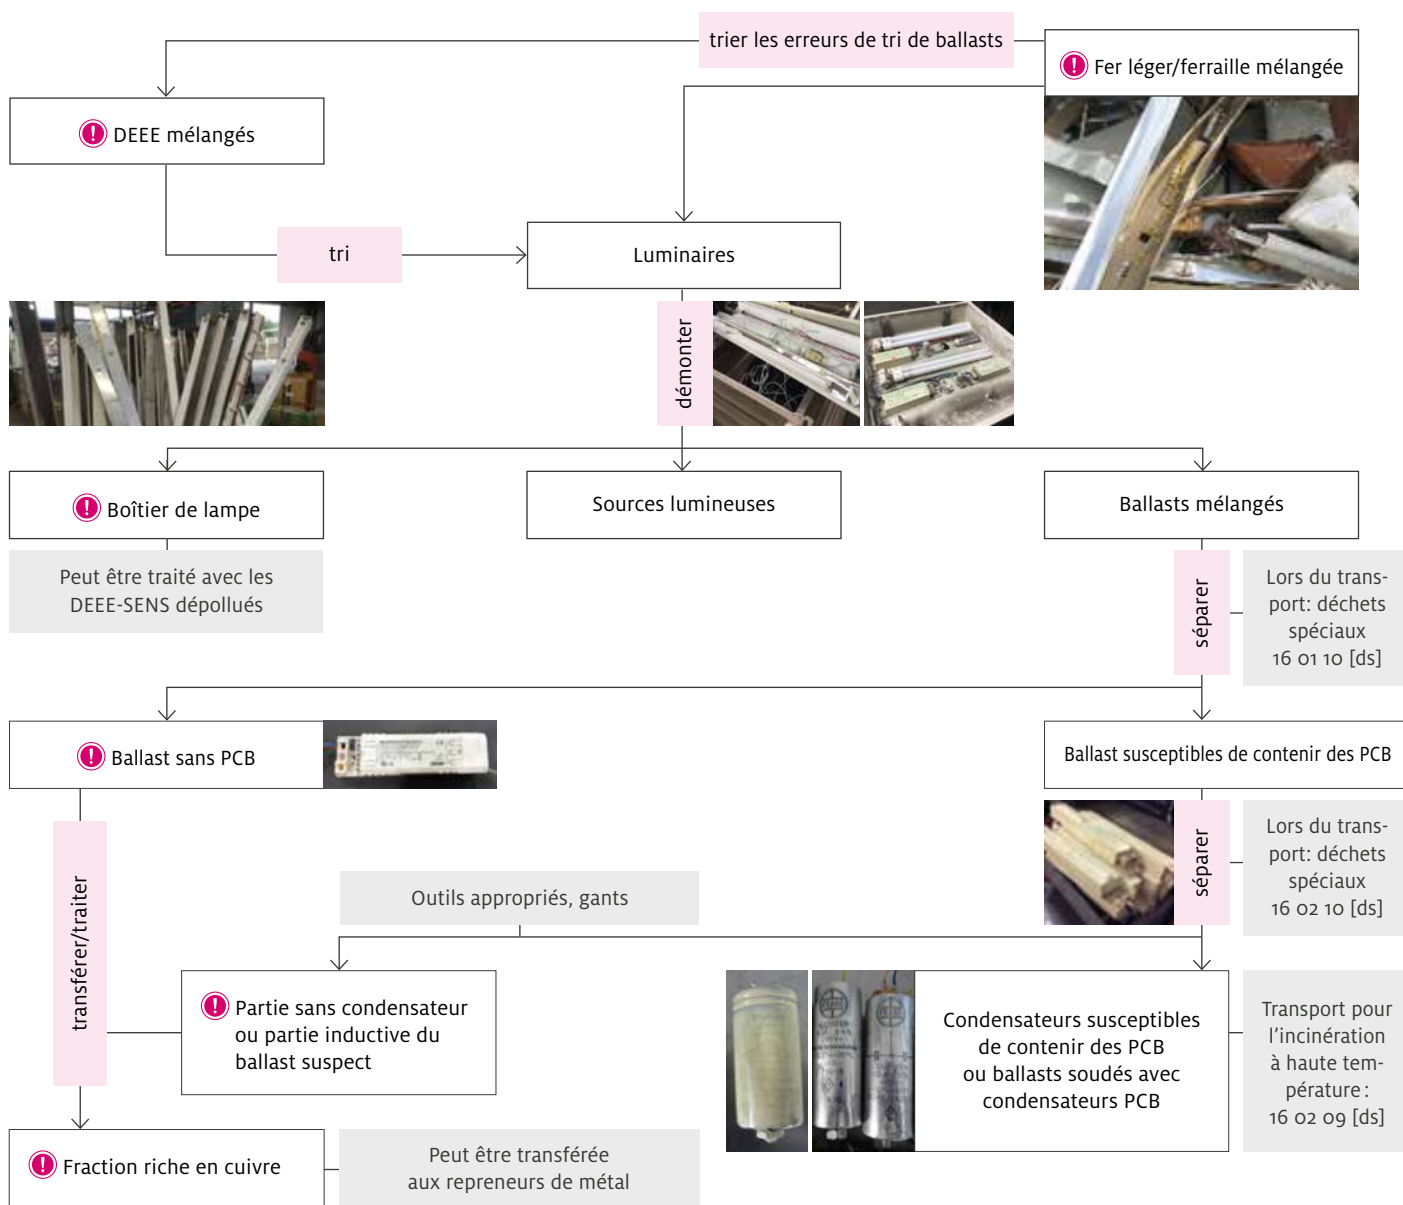 trier les erreurs de tri de ballasts
! Fer léger/ferraille mélangée
! DEEE mélangés
tri
Luminaires
démonter
! Boîtier de lampe
Sources lumineuses
Ballasts mélangés
Peut être traité avec les
DEEE-SENS dépollués
séparer
Lors du trans-
port: déchets
spéciaux
16 01 10 [ds]
! Ballast sans PCB
Ballast susceptibles de contenir des PCB
transférer/traiter
séparer
Lors du trans-
port: déchets
spéciaux
16 02 10 [ds]
Outils appropriés, gants
! Partie sans condensateur
ou partie inductive du
ballast suspect
Condensateurs susceptibles
de contenir des PCB
ou ballasts soudés avec
condensateurs PCB
Transport pour
l’incinération
à haute tem-
pérature :
16 02 09 [ds]
! Fraction riche en cuivre
Peut être transférée
aux repreneurs de métal